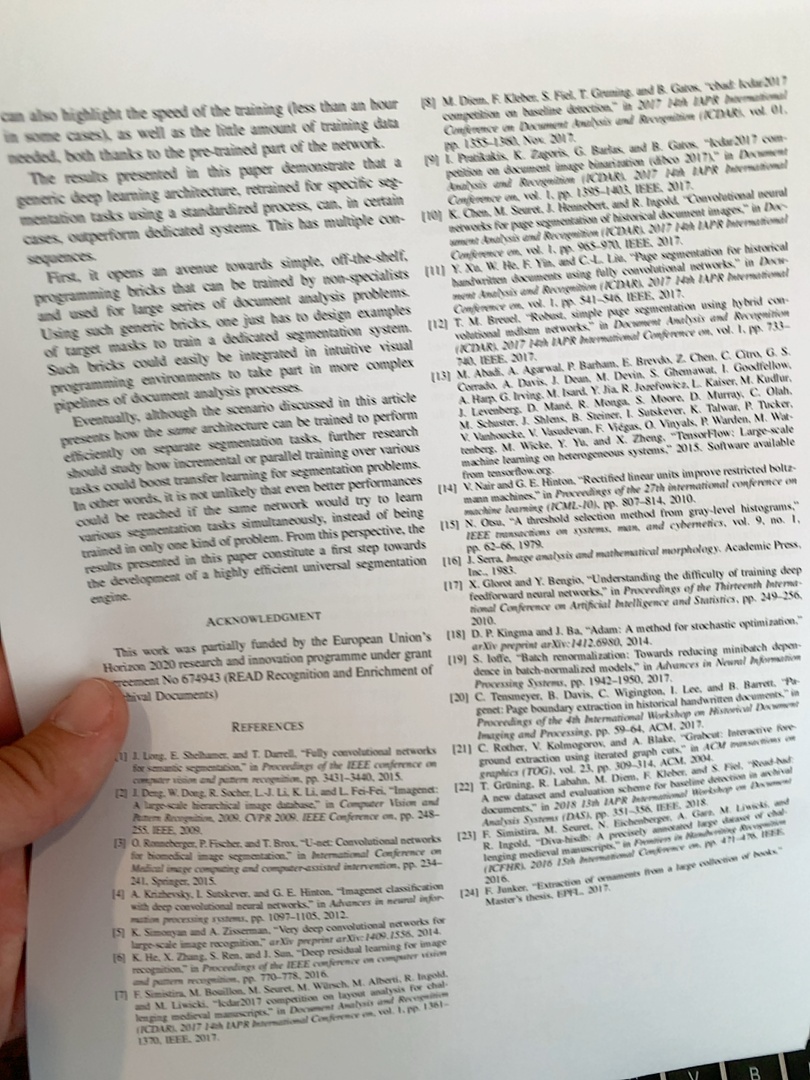 can also highlight the speed of the training (less than an hour
in some cases), as well as the little amount of training data
needed, both thanks to the pre-trained part of the network.
The results presented in this paper demonstrate that a
generic deep learning architecture, retrained for specific seg-
mentation tasks using a standardized process, can, in certain
cases, outperform dedicated systems. This has multiple con-
sequences.
First, it opens an avenue towards simple, off-the-shelf,
programming bricks that can be trained by non-specialists
and used for large series of document analysis problems.
Using such generic bricks, one just has to design examples
of target masks to train a dedicated segmentation system.
Such bricks could easily be integrated in intuitive visual
programming environments to take part in more complex
pipelines of document analysis processes.
Eventually, although the scenario discussed in this article
presents how the same architecture can be trained to perform
efficiently on separate segmentation tasks, further research
should study how incremental or parallel training over various
tasks could boost transfer learning for segmentation problems.
In other words, it is not unlikely that even better performances
could be reached if the same network would try to learn
various segmentation tasks simultaneously, instead of being
trained in only one kind of problem. From this perspective, the
results presented in this paper constitute a first step towards
the development of a highly efficient universal segmentation
engine.
ACKNOWLEDGMENT
This work was partially funded by the European Union's
Horizon 2020 research and innovation programme under grant
reement No 674943 (READ Recognition and Enrichment of
hival Documents)
REFERENCES
[1] J. Long, E. Shelhamer, and T. Darrell, "Fully convolutional networks
for semantic segmentation," in Proceedings of the IEEE conference on
computer vision and pattern recognition, pp. 3431–3440, 2015.
[2] J. Deng, W. Dong, R. Socher, L.-J. Li, K. Li, and L. Fei-Fei, "Imagenet:
A large-scale hierarchical image database," in Computer Vision and
Pattern Recognition, 2009. CVPR 2009. IEEE Conference on, pp. 248–
255, IEEE, 2009.
[3] O. Ronneberger, P. Fischer, and T. Brox, "U-net: Convolutional networks
for biomedical image segmentation," in International Conference on
Medical image computing and computer-assisted intervention, pp. 234–
241, Springer, 2015.
[4] A. Krizhevsky, I. Sutskever, and G. E. Hinton, "Imagenet classification
with deep convolutional neural networks," in Advances in neural infor-
mation processing systems, pp. 1097–1105, 2012.
[5] K. Simonyan and A. Zisserman, "Very deep convolutional networks for
large-scale image recognition," arXiv preprint arXiv:1409.1556, 2014.
[6] K. He, X. Zhang, S. Ren, and J. Sun, "Deep residual learning for image
recognition," in Proceedings of the IEEE conference on computer vision
and pattern recognition, pp. 770–778, 2016.
[7] F. Simistira, M. Bouillon, M. Seuret, M. Würsch, M. Alberti, R. Ingold,
and M. Liwicki, "Icdar2017 competition on layout analysis for chal-
lenging medieval manuscripts," in Document Analysis and Recognition
(ICDAR), 2017 14th IAPR International Conference on, vol. 1, pp. 1361–
1370, IEEE, 2017.
[8] M. Diem, F. Kleber, S. Fiel, T. Gruning, and B. Gatos, "cbad: Icdar2017
competition on baseline detection," in 2017 14th IAPR International
Conference on Document Analysis and Recognition (ICDAR), vol. 01,
pp. 1355–1360, Nov. 2017.
[9] I. Pratikakis, K. Zagoris, G. Barlas, and B. Gatos, "Icdar2017 com-
petition on document image binarization (dibco 2017)," in Document
Analysis and Recognition (ICDAR), 2017 14th IAPR International
Conference on, vol. 1, pp. 1395–1403, IEEE, 2017.
[10] K. Chen, M. Seuret, J. Hennebert, and R. Ingold, "Convolutional neural
networks for page segmentation of historical document images," in Doc-
ument Analysis and Recognition (ICDAR), 2017 14th IAPR International
Conference on, vol. 1, pp. 965–970, IEEE, 2017.
[11] Y. Xu, W. He, F. Yin, and C.-L. Liu, "Page segmentation for historical
handwritten documents using fully convolutional networks," in Docu-
ment Analysis and Recognition (ICDAR), 2017 14th IAPR International
Conference on, vol. 1, pp. 541–546, IEEE, 2017.
[12] T. M. Breuel, "Robust, simple page segmentation using hybrid con-
volutional mdlstm networks," in Document Analysis and Recognition
(ICDAR), 2017 14th IAPR International Conference on, vol. 1, pp. 733–
740, IEEE, 2017.
[13] M. Abadi, A. Agarwal, P. Barham, E. Brevdo, Z. Chen, C. Citro, G. S.
Corrado, A. Davis, J. Dean, M. Devin, S. Ghemawat, I. Goodfellow,
A. Harp, G. Irving, M. Isard, Y. Jia, R. Jozefowicz, L. Kaiser, M. Kudlur,
J. Levenberg, D. Mané, R. Monga, S. Moore, D. Murray, C. Olah,
M. Schuster, J. Shlens, B. Steiner, I. Sutskever, K. Talwar, P. Tucker,
V. Vanhoucke, V. Vasudevan, F. Viégas, O. Vinyals, P. Warden, M. Wat-
tenberg, M. Wicke, Y. Yu, and X. Zheng, "TensorFlow: Large-scale
machine learning on heterogeneous systems," 2015. Software available
from tensorflow.org.
[14] V. Nair and G. E. Hinton, "Rectified linear units improve restricted boltz-
mann machines," in Proceedings of the 27th international conference on
machine learning (ICML-10), pp. 807–814, 2010.
[15] N. Otsu, "A threshold selection method from gray-level histograms,"
IEEE transactions on systems, man, and cybernetics, vol. 9, no. 1,
pp. 62–66, 1979.
[16] J. Serra, Image analysis and mathematical morphology. Academic Press,
Inc., 1983.
[17] X. Glorot and Y. Bengio, "Understanding the difficulty of training deep
feedforward neural networks," in Proceedings of the Thirteenth Interna-
tional Conference on Artificial Intelligence and Statistics, pp. 249–256,
2010.
[18] D. P. Kingma and J. Ba, "Adam: A method for stochastic optimization,"
arXiv preprint arXiv:1412.6980, 2014.
[19] S. Ioffe, "Batch renormalization: Towards reducing minibatch depen-
dence in batch-normalized models," in Advances in Neural Information
Processing Systems, pp. 1942–1950, 2017.
[20] C. Tensmeyer, B. Davis, C. Wigington, I. Lee, and B. Barrett, "Pa-
genet: Page boundary extraction in historical handwritten documents," in
Proceedings of the 4th International Workshop on Historical Document
Imaging and Processing, pp. 59–64, ACM, 2017.
[21] C. Rother, V. Kolmogorov, and A. Blake, "Grabcut: Interactive fore-
ground extraction using iterated graph cuts," in ACM transactions on
graphics (TOG), vol. 23, pp. 309–314, ACM, 2004.
[22] T. Grüning, R. Labahn, M. Diem, F. Kleber, and S. Fiel, "Read-bad:
A new dataset and evaluation scheme for baseline detection in archival
documents," in 2018 13th IAPR International Workshop on Document
Analysis Systems (DAS), pp. 351–356, IEEE, 2018.
[23] F. Simistira, M. Seuret, N. Eichenberger, A. Garz, M. Liwicki, and
R. Ingold, "Diva-hisdb: A precisely annotated large dataset of chal-
lenging medieval manuscripts," in Frontiers in Handwriting Recognition
(ICFHR), 2016 15th International Conference on, pp. 471–476, IEEE,
2016.
[24] F. Junker, "Extraction of ornaments from a large collection of books."
Master's thesis, EPFL, 2017.
V
B